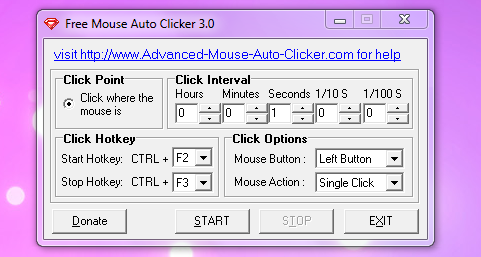 Free Mouse Auto Clicker 3.0
visit http://www.Advanced-Mouse-Auto-Clicker.com for help
Click Point
Click where the
mouse is
Click Interval
Hours Minutes Seconds 1/10 S 1/100 S
0 0 1 0 0
Click Hotkey
Start Hotkey: CTRL + F2
Stop Hotkey: CTRL + F3
Click Options
Mouse Button : Left Button
Mouse Action : Single Click
Donate START STOP EXIT